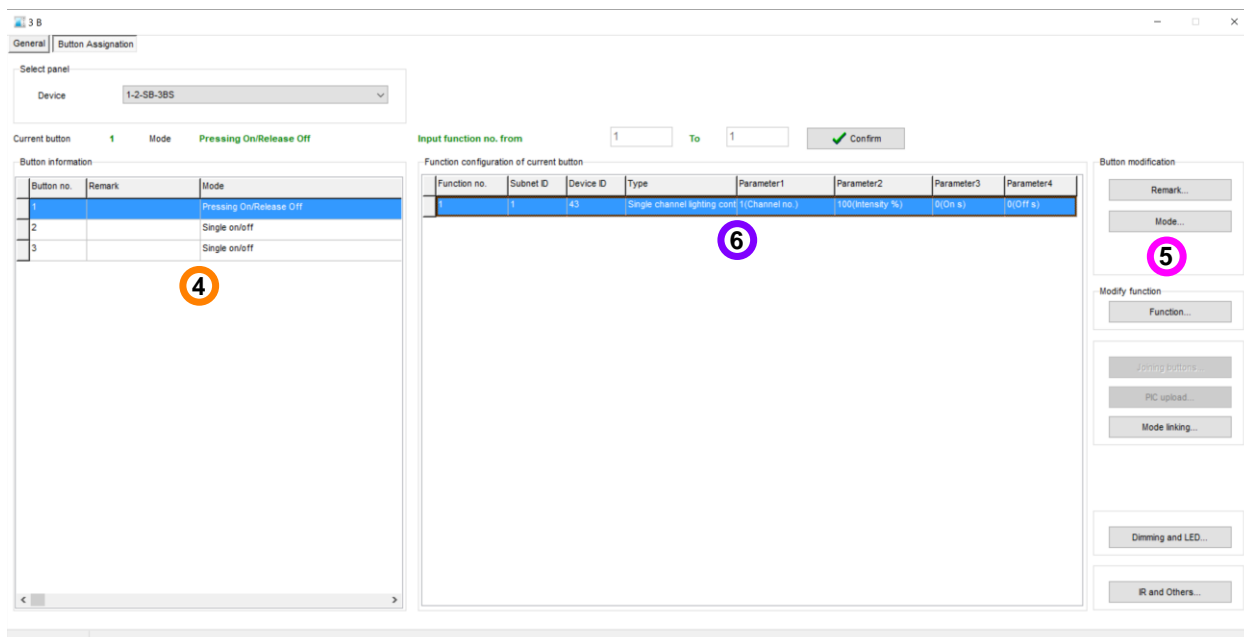 3 B
General Button Assignation
Select panel
Device 1-2-SB-3BS
Current button 1 Mode Pressing On/Release Off Input function no. from 1 To 1 Confirm
Button information
Button no. Remark Mode
1 Pressing On/Release Off
2 Single on/off
3 Single on/off
4
Function configuration of current button
Function no. Subnet ID Device ID Type Parameter1 Parameter2 Parameter3 Parameter4
1 1 43 Single channel lighting cont 1(Channel no.) 100(Intensity %) 0(On s) 0(Off s)
6
Button modification
Remark...
Mode...
5
Modify function
Function...
Joining buttons...
PIC upload...
Mode linking...
Dimming and LED...
IR and Others...